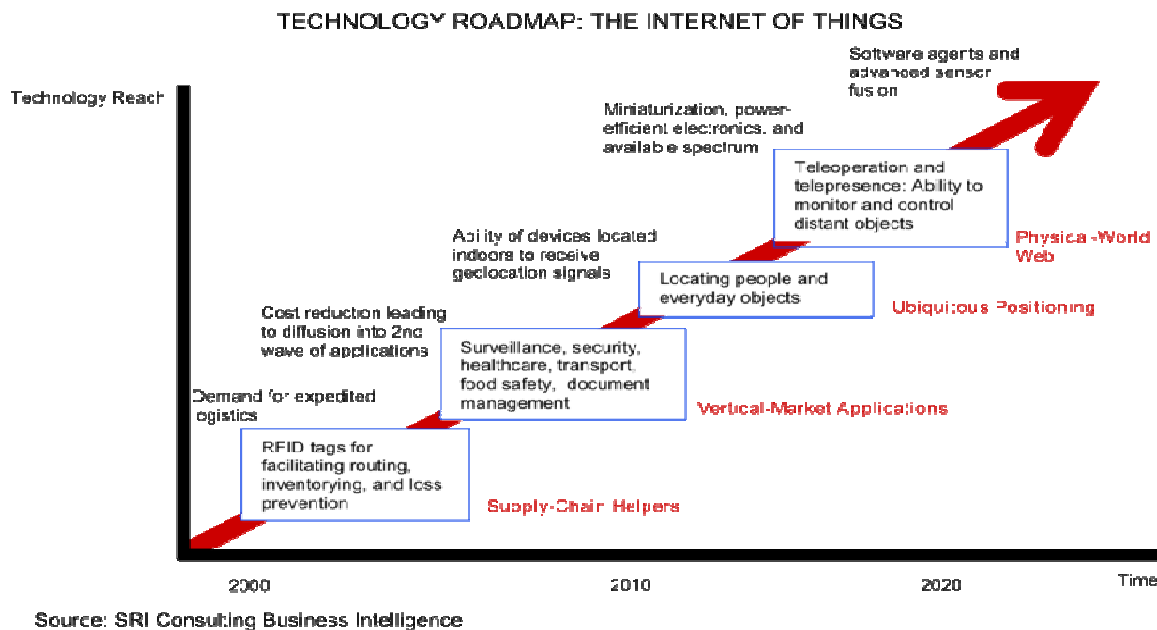 TECHNOLOGY ROADMAP: THE INTERNET OF THINGS
Software agents and
advanced sensor
fusion
Technology Reach
Miniaturization, power-
efficient electronics, and
available spectrum
Teleoperation and
telepresence: Ability to
monitor and control
distant objects
Physical-World
Web
Ability of devices located
indoors to receive
geolocation signals
Locating people and
everyday objects
Ubiquitous Positioning
Cost reduction leading
to diffusion into 2nd
wave of applications
Surveillance, security,
healthcare, transport,
food safety, document
management
Vertical-Market Applications
Demand for expedited
logistics
RFID tags for
facilitating routing,
inventorying, and loss
prevention
Supply-Chain Helpers
2000
2010
2020
Time
Source: SRI Consulting Business Intelligence